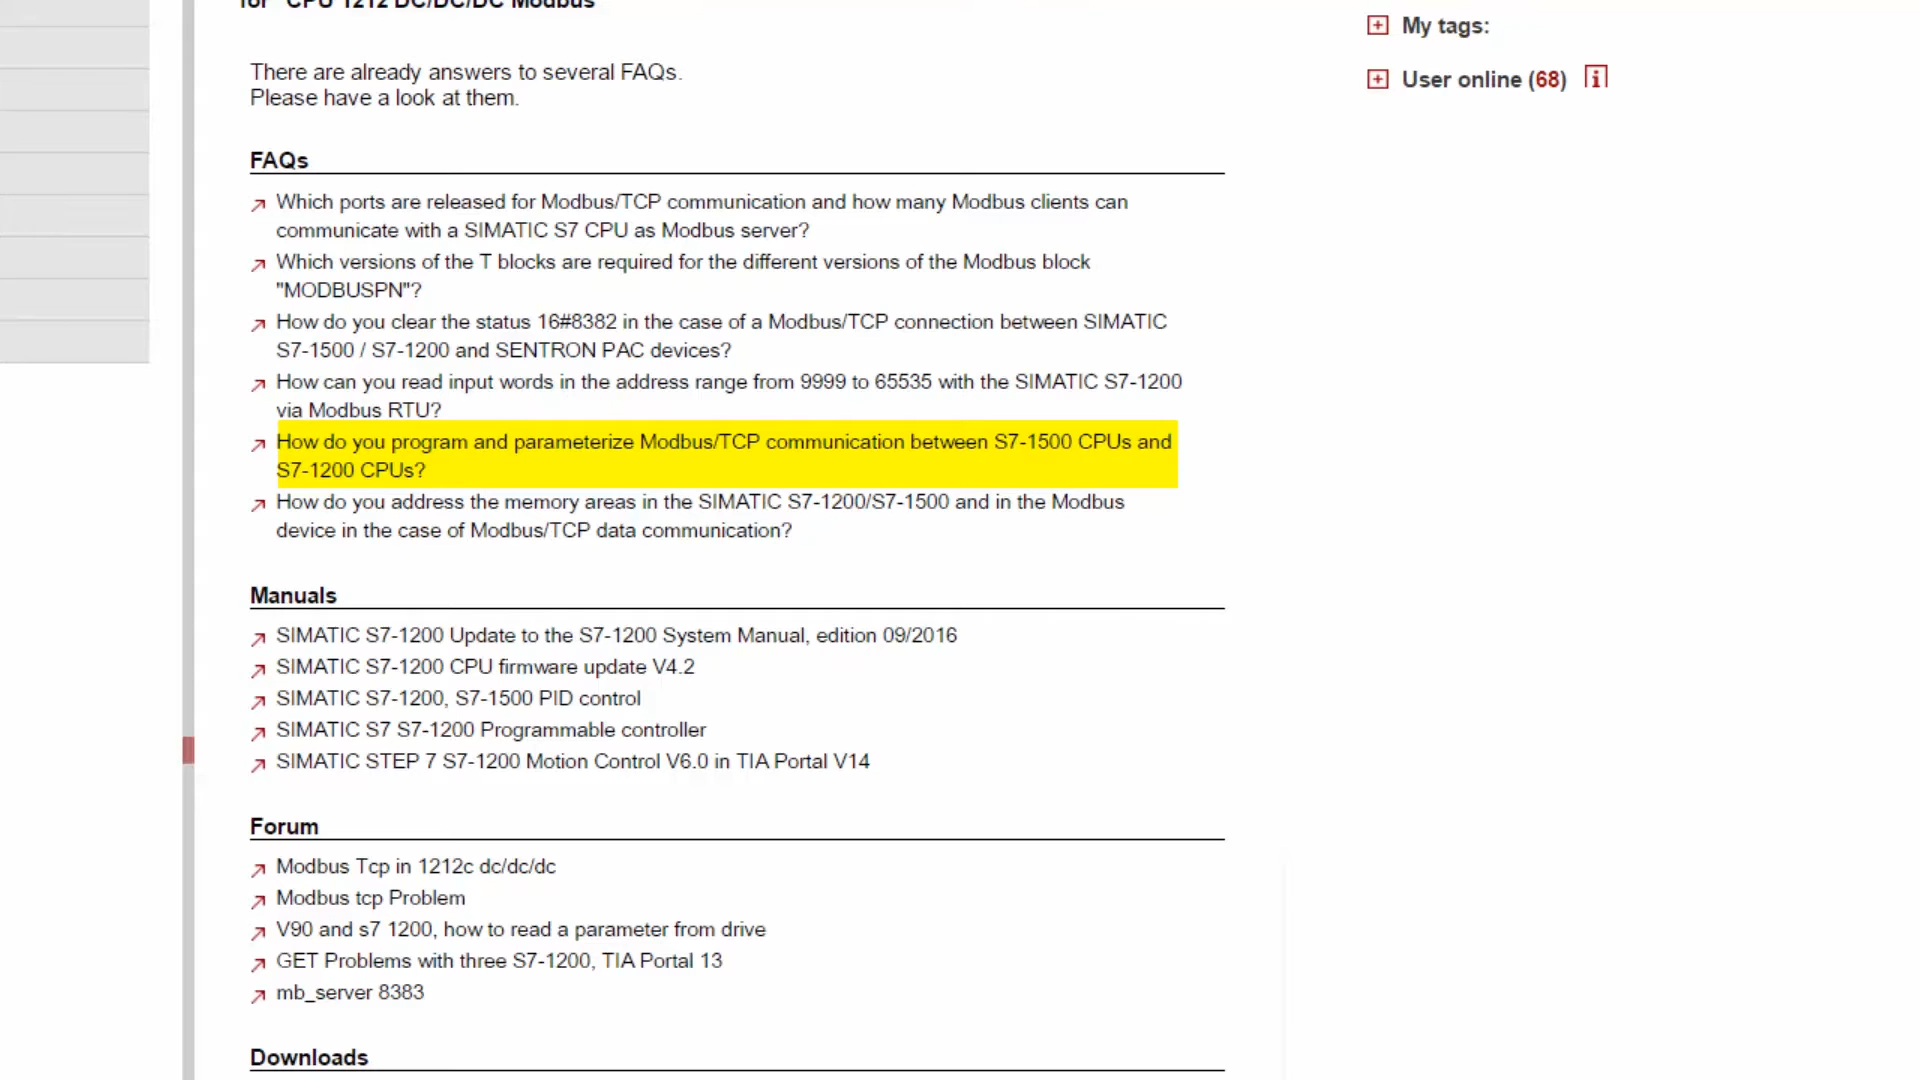 for "CPU 1212 DC/DC/DC Modbus"
My tags:
User online (68)
There are already answers to several FAQs.
Please have a look at them.
FAQs
Which ports are released for Modbus/TCP communication and how many Modbus clients can
communicate with a SIMATIC S7 CPU as Modbus server?
Which versions of the T blocks are required for the different versions of the Modbus block
"MODBUSPN"?
How do you clear the status 16#8382 in the case of a Modbus/TCP connection between SIMATIC
S7-1500 / S7-1200 and SENTRON PAC devices?
How can you read input words in the address range from 9999 to 65535 with the SIMATIC S7-1200
via Modbus RTU?
How do you program and parameterize Modbus/TCP communication between S7-1500 CPUs and
S7-1200 CPUs?
How do you address the memory areas in the SIMATIC S7-1200/S7-1500 and in the Modbus
device in the case of Modbus/TCP data communication?
Manuals
SIMATIC S7-1200 Update to the S7-1200 System Manual, edition 09/2016
SIMATIC S7-1200 CPU firmware update V4.2
SIMATIC S7-1200, S7-1500 PID control
SIMATIC S7 S7-1200 Programmable controller
SIMATIC STEP 7 S7-1200 Motion Control V6.0 in TIA Portal V14
Forum
Modbus Tcp in 1212c dc/dc/dc
Modbus tcp Problem
V90 and s7 1200, how to read a parameter from drive
GET Problems with three S7-1200, TIA Portal 13
mb_server 8383
Downloads